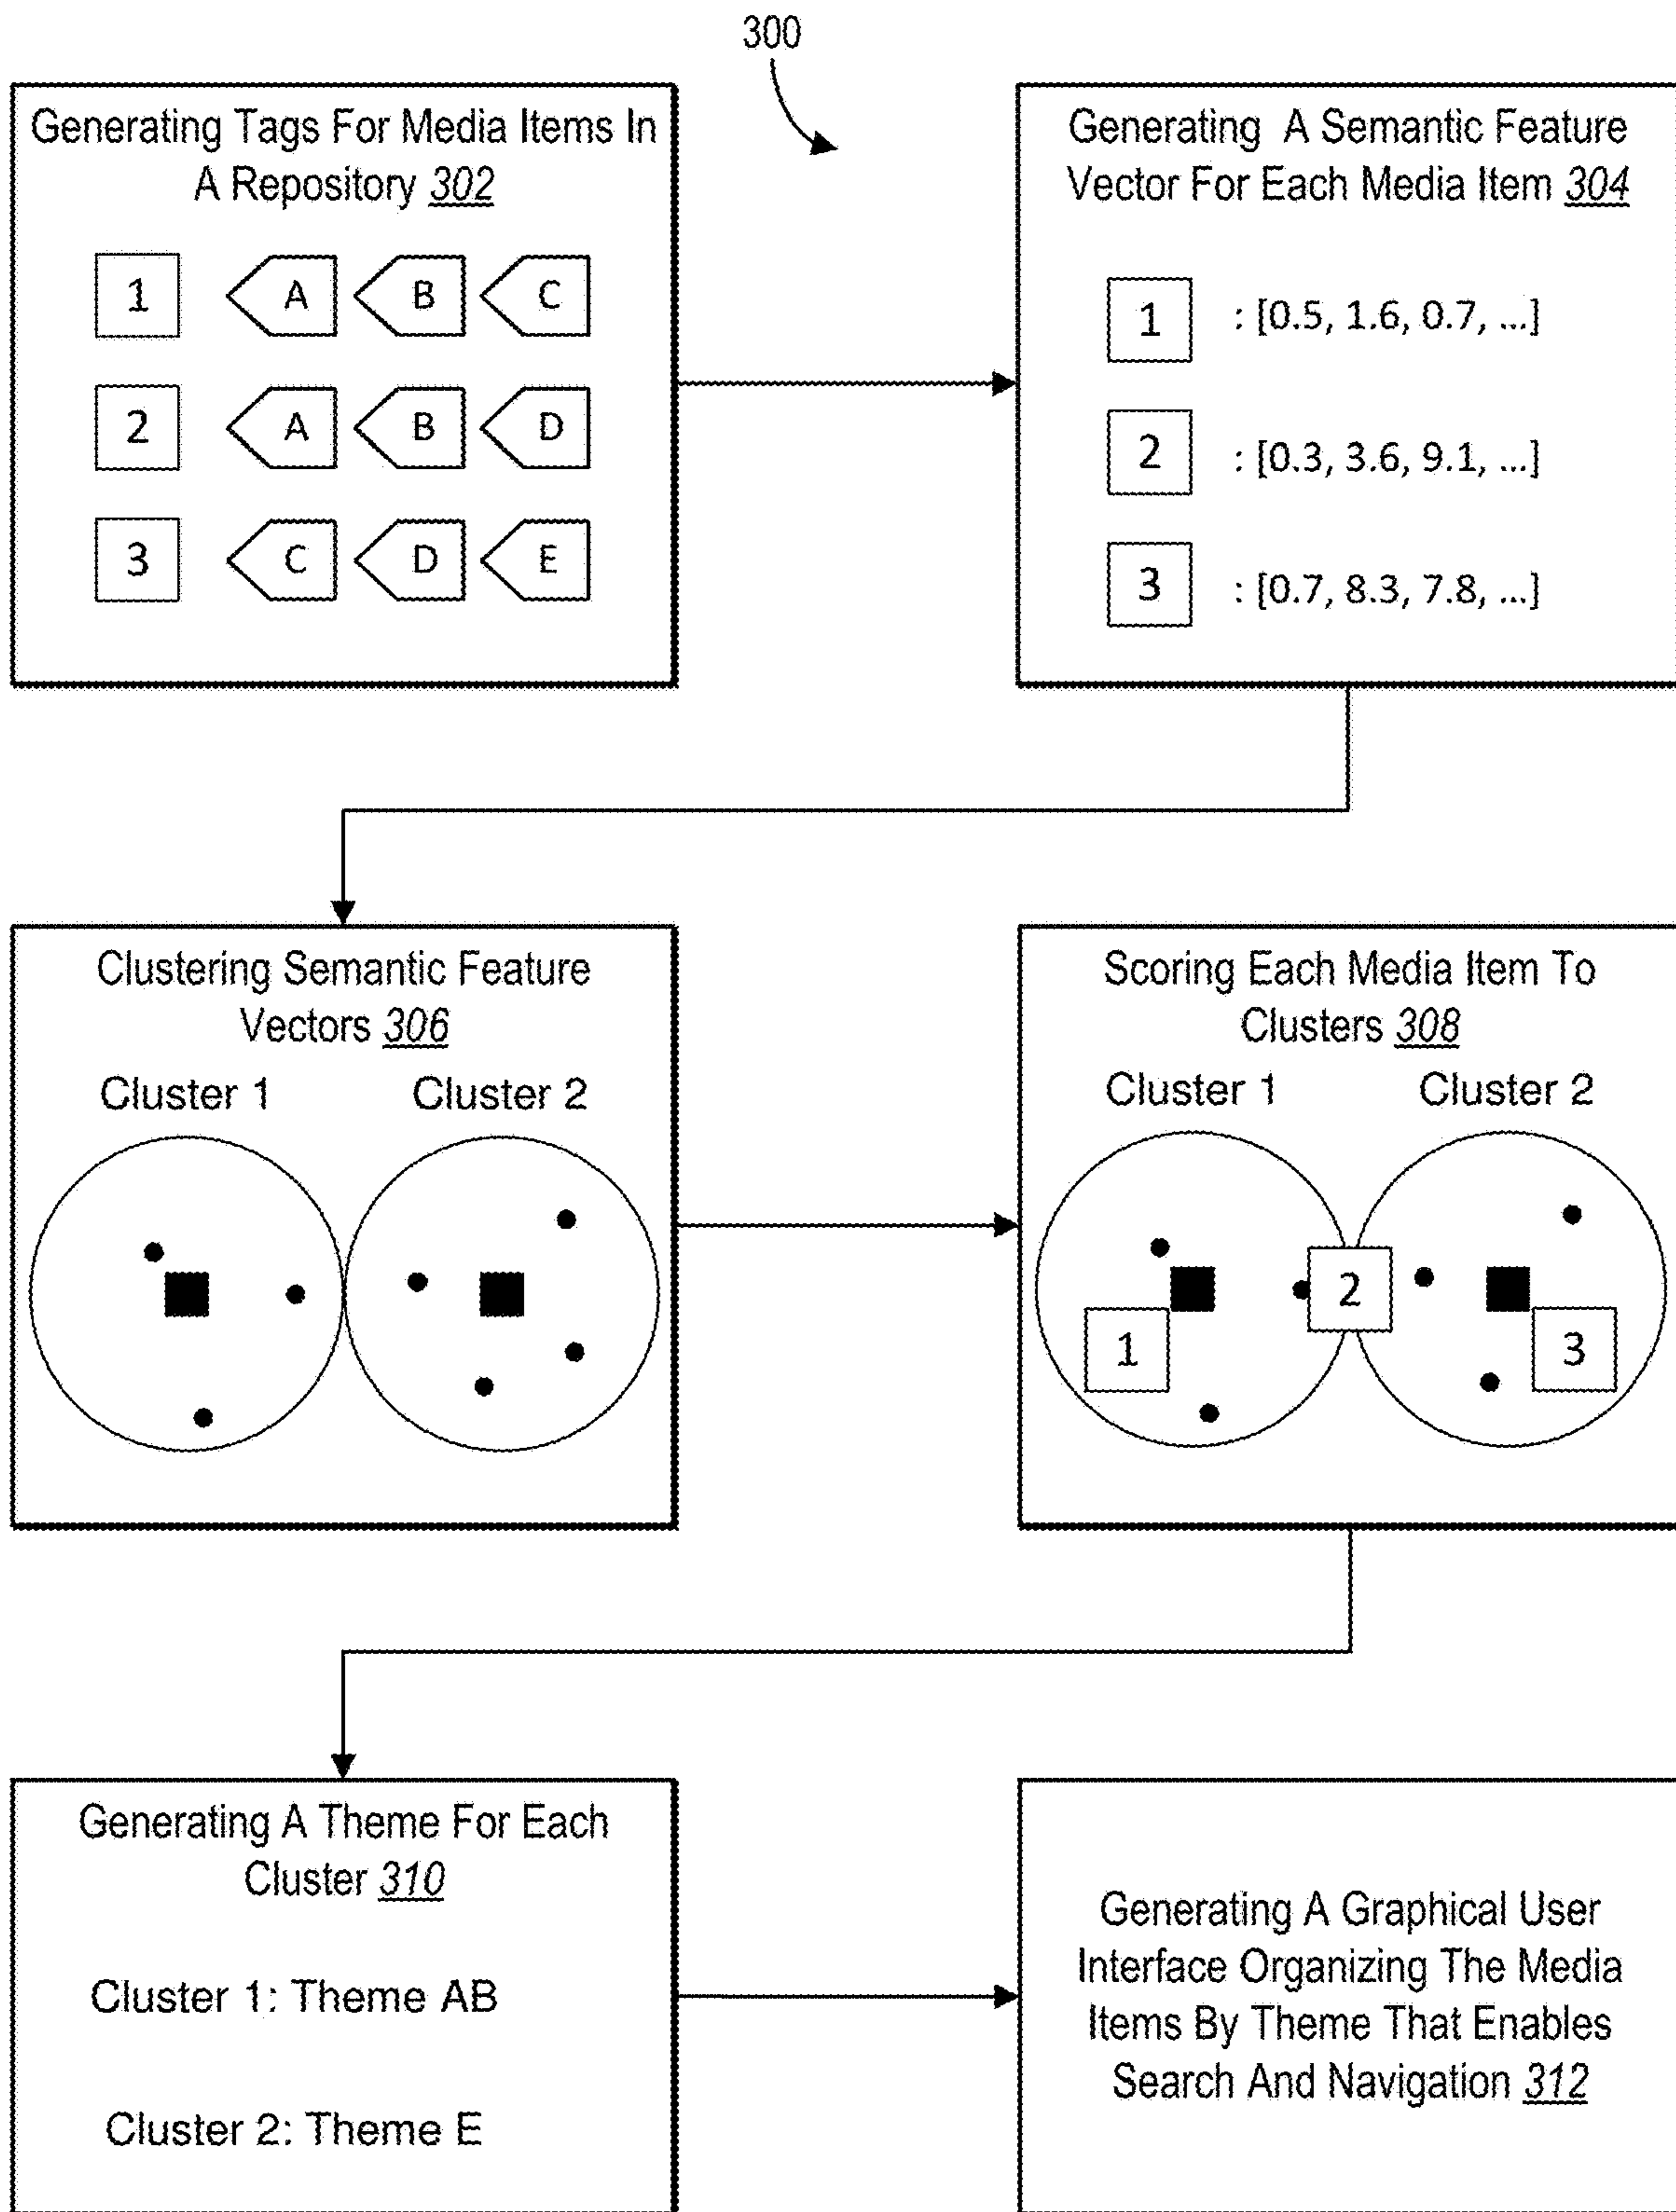 300
Generating Tags For Media Items In
A Repository 302
1 A B C
2 A B D
3 C D E
Generating A Semantic Feature
Vector For Each Media Item 304
1 : [0.5, 1.6, 0.7, ...]
2 : [0.3, 3.6, 9.1, ...]
3 : [0.7, 8.3, 7.8, ...]
Clustering Semantic Feature
Vectors 306
Cluster 1 Cluster 2
Scoring Each Media Item To
Clusters 308
Cluster 1 Cluster 2
2
1 3
Generating A Theme For Each
Cluster 310
Cluster 1: Theme AB
Cluster 2: Theme E
Generating A Graphical User
Interface Organizing The Media
Items By Theme That Enables
Search And Navigation 312